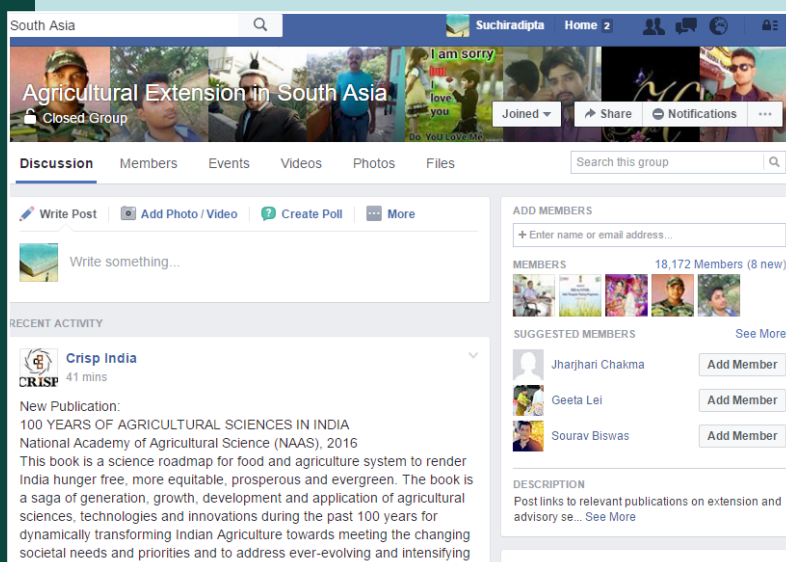 South Asia
Suchiradipta Home 2
I am sorry
I
love
you
Do You Love Me
Agricultural Extension in South Asia
Closed Group
Joined Share Notifications ...
Discussion Members Events Videos Photos Files
Search this group
Write Post Add Photo / Video Create Poll More
Write something...
RECENT ACTIVITY
CRISP
Crisp India
41 mins
New Publication:
100 YEARS OF AGRICULTURAL SCIENCES IN INDIA
National Academy of Agricultural Science (NAAS), 2016
This book is a science roadmap for food and agriculture system to render
India hunger free, more equitable, prosperous and evergreen. The book is
a saga of generation, growth, development and application of agricultural
sciences, technologies and innovations during the past 100 years for
dynamically transforming Indian Agriculture towards meeting the changing
societal needs and priorities and to address ever-evolving and intensifying
ADD MEMBERS
+ Enter name or email address...
MEMBERS 18,172 Members (8 new)
SUGGESTED MEMBERS See More
Jharjhari Chakma Add Member
Geeta Lei Add Member
Sourav Biswas Add Member
DESCRIPTION
Post links to relevant publications on extension and
advisory se... See More